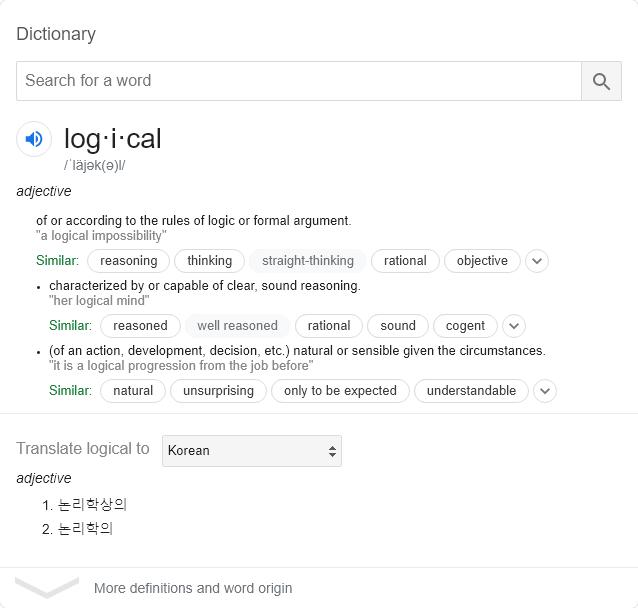 Dictionary
Search for a word
log·i·cal
/ˈläjək(ə)l/
adjective
of or according to the rules of logic or formal argument.
"a logical impossibility"
Similar: reasoning thinking straight-thinking rational objective
• characterized by or capable of clear, sound reasoning.
"her logical mind"
Similar: reasoned well reasoned rational sound cogent
• (of an action, development, decision, etc.) natural or sensible given the circumstances.
"it is a logical progression from the job before"
Similar: natural unsurprising only to be expected understandable
Translate logical to Korean
adjective
1. 논리학상의
2. 논리학의
More definitions and word origin